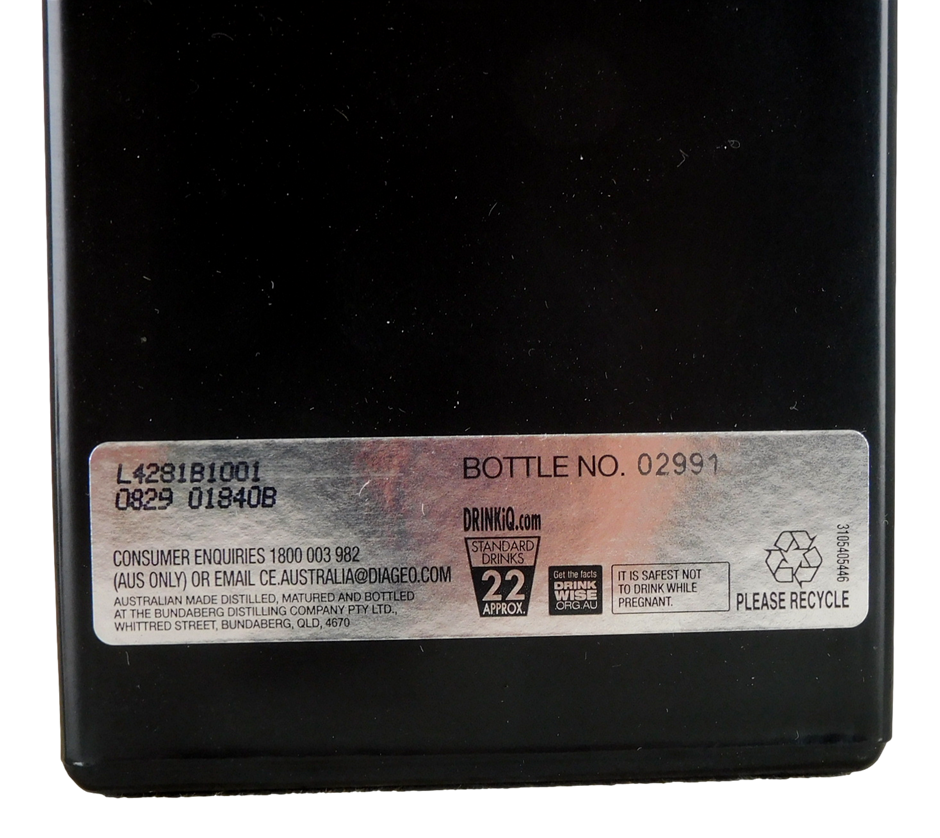 L4281B1001
0829 01840B
BOTTLE NO. 02991
CONSUMER ENQUIRIES 1800 003 982
(AUS ONLY) OR EMAIL CE.AUSTRALIA@DIAGEO.COM
AUSTRALIAN MADE DISTILLED, MATURED AND BOTTLED
AT THE BUNDABERG DISTILLING COMPANY PTY LTD.,
WHITTRED STREET, BUNDABERG, QLD, 4670
DRINKiQ.com
STANDARD
DRINKS
22
APPROX.
Get the facts
DRINK
WISE
.ORG.AU
IT IS SAFEST NOT
TO DRINK WHILE
PREGNANT.
PLEASE RECYCLE
3105405446